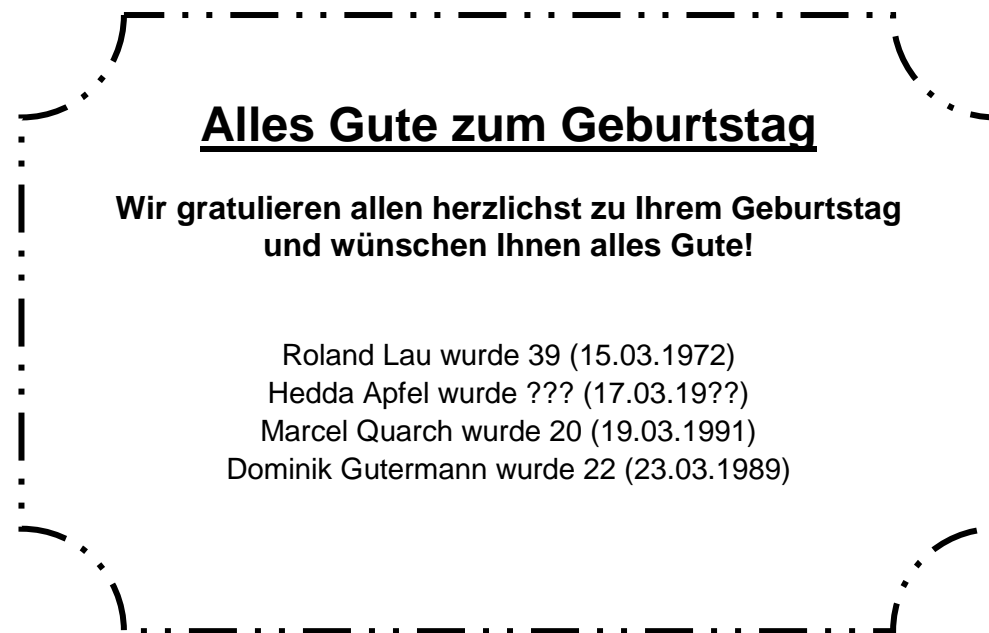 Alles Gute zum Geburtstag
Wir gratulieren allen herzlichst zu Ihrem Geburtstag
und wünschen Ihnen alles Gute!
Roland Lau wurde 39 (15.03.1972)
Hedda Apfel wurde ??? (17.03.19??)
Marcel Quarch wurde 20 (19.03.1991)
Dominik Gutermann wurde 22 (23.03.1989)